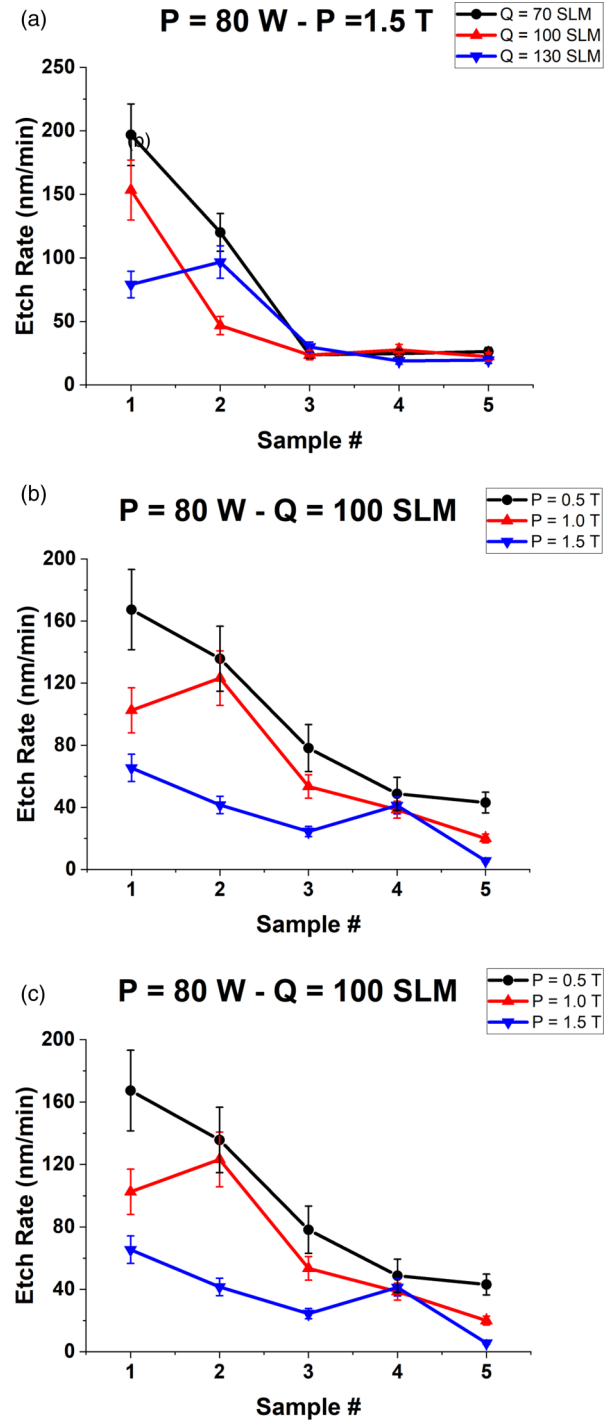 (a)
P = 80 W - P =1.5 T
Q = 70 SLM
Q = 100 SLM
Q = 130 SLM
250
200
150
100
50
0
(b)
Etch Rate (nm/min)
1 2 3 4 5
Sample #
(b)
P = 80 W - Q = 100 SLM
P = 0.5 T
P = 1.0 T
P = 1.5 T
200
160
120
80
40
0
Etch Rate (nm/min)
1 2 3 4 5
Sample #
(c)
P = 80 W - Q = 100 SLM
P = 0.5 T
P = 1.0 T
P = 1.5 T
200
160
120
80
40
0
Etch Rate (nm/min)
1 2 3 4 5
Sample #